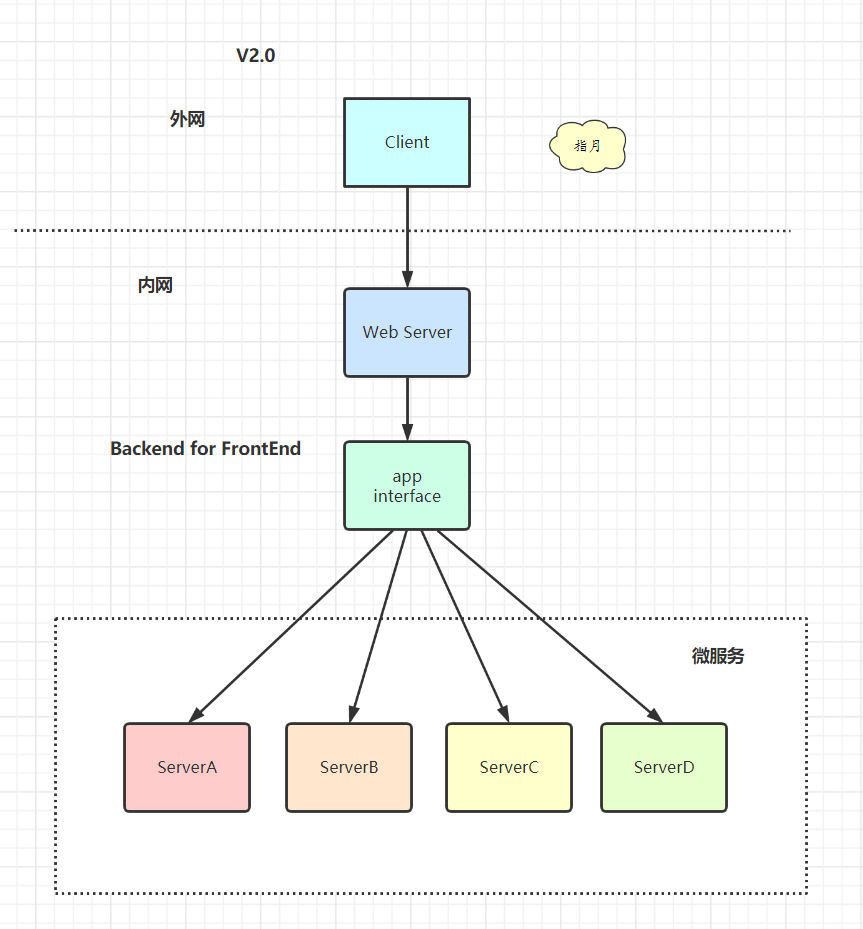 V2.0
外网
Client
指月
内网
Web Server
Backend for FrontEnd
app
interface
微服务
ServerA
ServerB
ServerC
ServerD